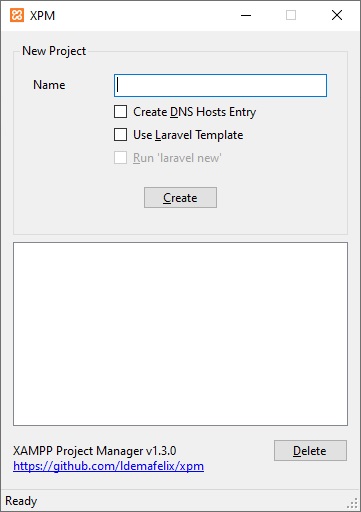 XPM
New Project
Name
Create DNS Hosts Entry
Use Laravel Template
Run 'laravel new'
Create
XAMPP Project Manager v1.3.0
Delete
https://github.com/ldemafelix/xpm
Ready